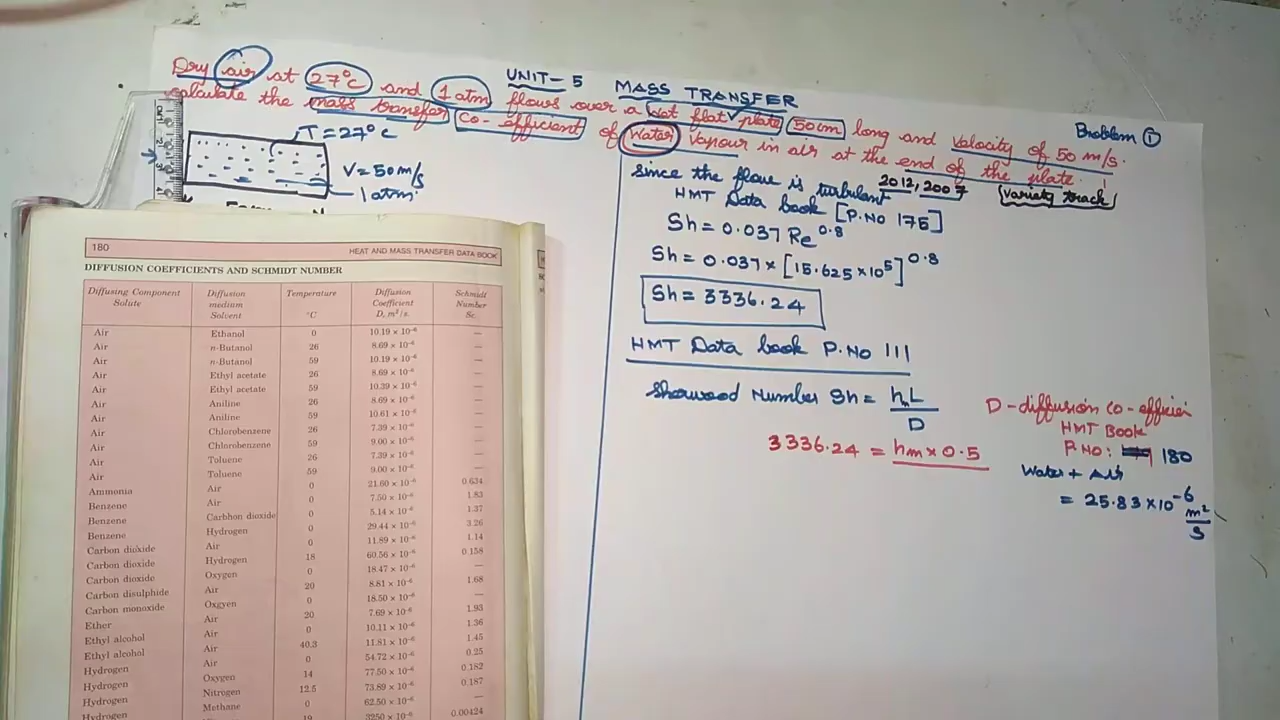 UNIT- 5 MASS TRANSFER
Problem ①
Dry air at 27°C and 1 atm flows over a wet flat plate 50cm long and Velocity of 50 m/s.
calculate the mass transfer co-efficient of Water Vapour in air at the end of the plate.
2012, 2007
(variety track)
T = 27°C
V = 50 m/s
1 atm.
Since the flow is turbulent
HMT Data book [P.NO 175]
Sh = 0.037 Re^0.8
Sh = 0.037 × [15.625×10^5]^0.8
Sh = 3336.24
HMT Data book P.No 111
Sherwood Number Sh = hmL
D
3336.24 = hm × 0.5
D - diffusion co-efficien
HMT Book
P.NO: 180
Water + Air
= 25.83 × 10^-6 m²
S
180 HEAT AND MASS TRANSFER DATA BOOK
DIFFUSION COEFFICIENTS AND SCHMIDT NUMBER
Diffusing Component Diffusion Temperature Diffusion Schmidt
Solute medium Coefficient Number
Solvent °C D, m²/s. Sc.
Air Ethanol 0 10.19 × 10^-6 —
Air n-Butanol 26 8.69 × 10^-6 —
Air n-Butanol 59 10.19 × 10^-6 —
Air Ethyl acetate 26 8.69 × 10^-6 —
Air Ethyl acetate 59 10.39 × 10^-6 —
Air Aniline 26 8.69 × 10^-6 —
Air Aniline 59 10.61 × 10^-6 —
Air Chlorobenzene 26 7.39 × 10^-6 —
Air Chlorobenzene 59 9.00 × 10^-6 —
Air Toluene 26 7.39 × 10^-6 —
Air Toluene 59 9.00 × 10^-6 —
Ammonia Air 0 21.60 × 10^-6 0.634
Benzene Air 0 7.50 × 10^-6 1.83
Benzene Carbhon dioxide 0 5.14 × 10^-6 1.37
Benzene Hydrogen 0 29.44 × 10^-6 3.26
Carbon dioxide Air 0 11.89 × 10^-6 1.14
Carbon dioxide Hydrogen 18 60.56 × 10^-6 0.158
Carbon dioxide Oxygen 0 18.47 × 10^-6 —
Carbon disulphide Air 20 8.81 × 10^-6 1.68
Carbon monoxide Oxgyen 0 18.50 × 10^-6 —
Ether Air 20 7.69 × 10^-6 1.93
Ethyl alcohol Air 0 10.11 × 10^-6 1.36
Ethyl alcohol Air 40.3 11.81 × 10^-6 1.45
Hydrogen Air 0 54.72 × 10^-6 0.25
Hydrogen Oxygen 14 77.50 × 10^-6 0.182
Hydrogen Nitrogen 12.5 73.89 × 10^-6 0.187
Hydrogen Methane 0 62.50 × 10^-6 —
Hydrogen 0.00424